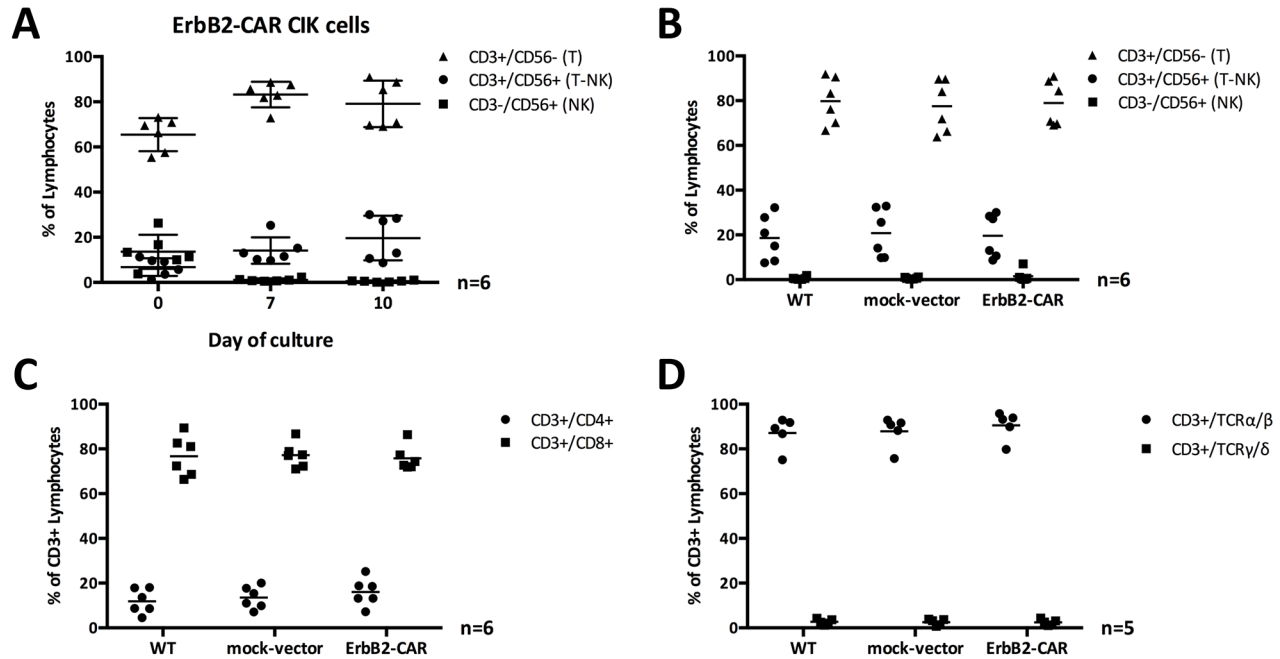 A
ErbB2-CAR CIK cells
% of Lymphocytes
100
80
60
40
20
0
0 7 10
Day of culture
CD3+/CD56- (T)
CD3+/CD56+ (T-NK)
CD3-/CD56+ (NK)
n=6
B
% of Lymphocytes
100
80
60
40
20
0
WT mock-vector ErbB2-CAR
CD3+/CD56- (T)
CD3+/CD56+ (T-NK)
CD3-/CD56+ (NK)
n=6
C
% of CD3+ Lymphocytes
100
80
60
40
20
0
WT mock-vector ErbB2-CAR
CD3+/CD4+
CD3+/CD8+
n=6
D
% of CD3+ Lymphocytes
100
80
60
40
20
0
WT mock-vector ErbB2-CAR
CD3+/TCRα/β
CD3+/TCRγ/δ
n=5